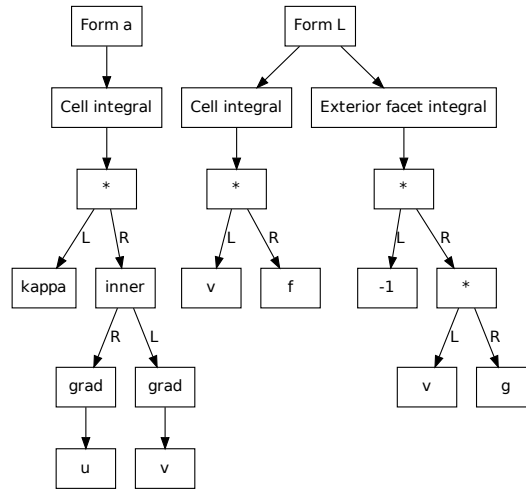 Form a
Form L
Cell integral
Cell integral
Exterior facet integral
*
*
*
L
R
L
R
L
R
kappa
inner
v
f
-1
*
R
L
L
R
grad
grad
v
g
u
v